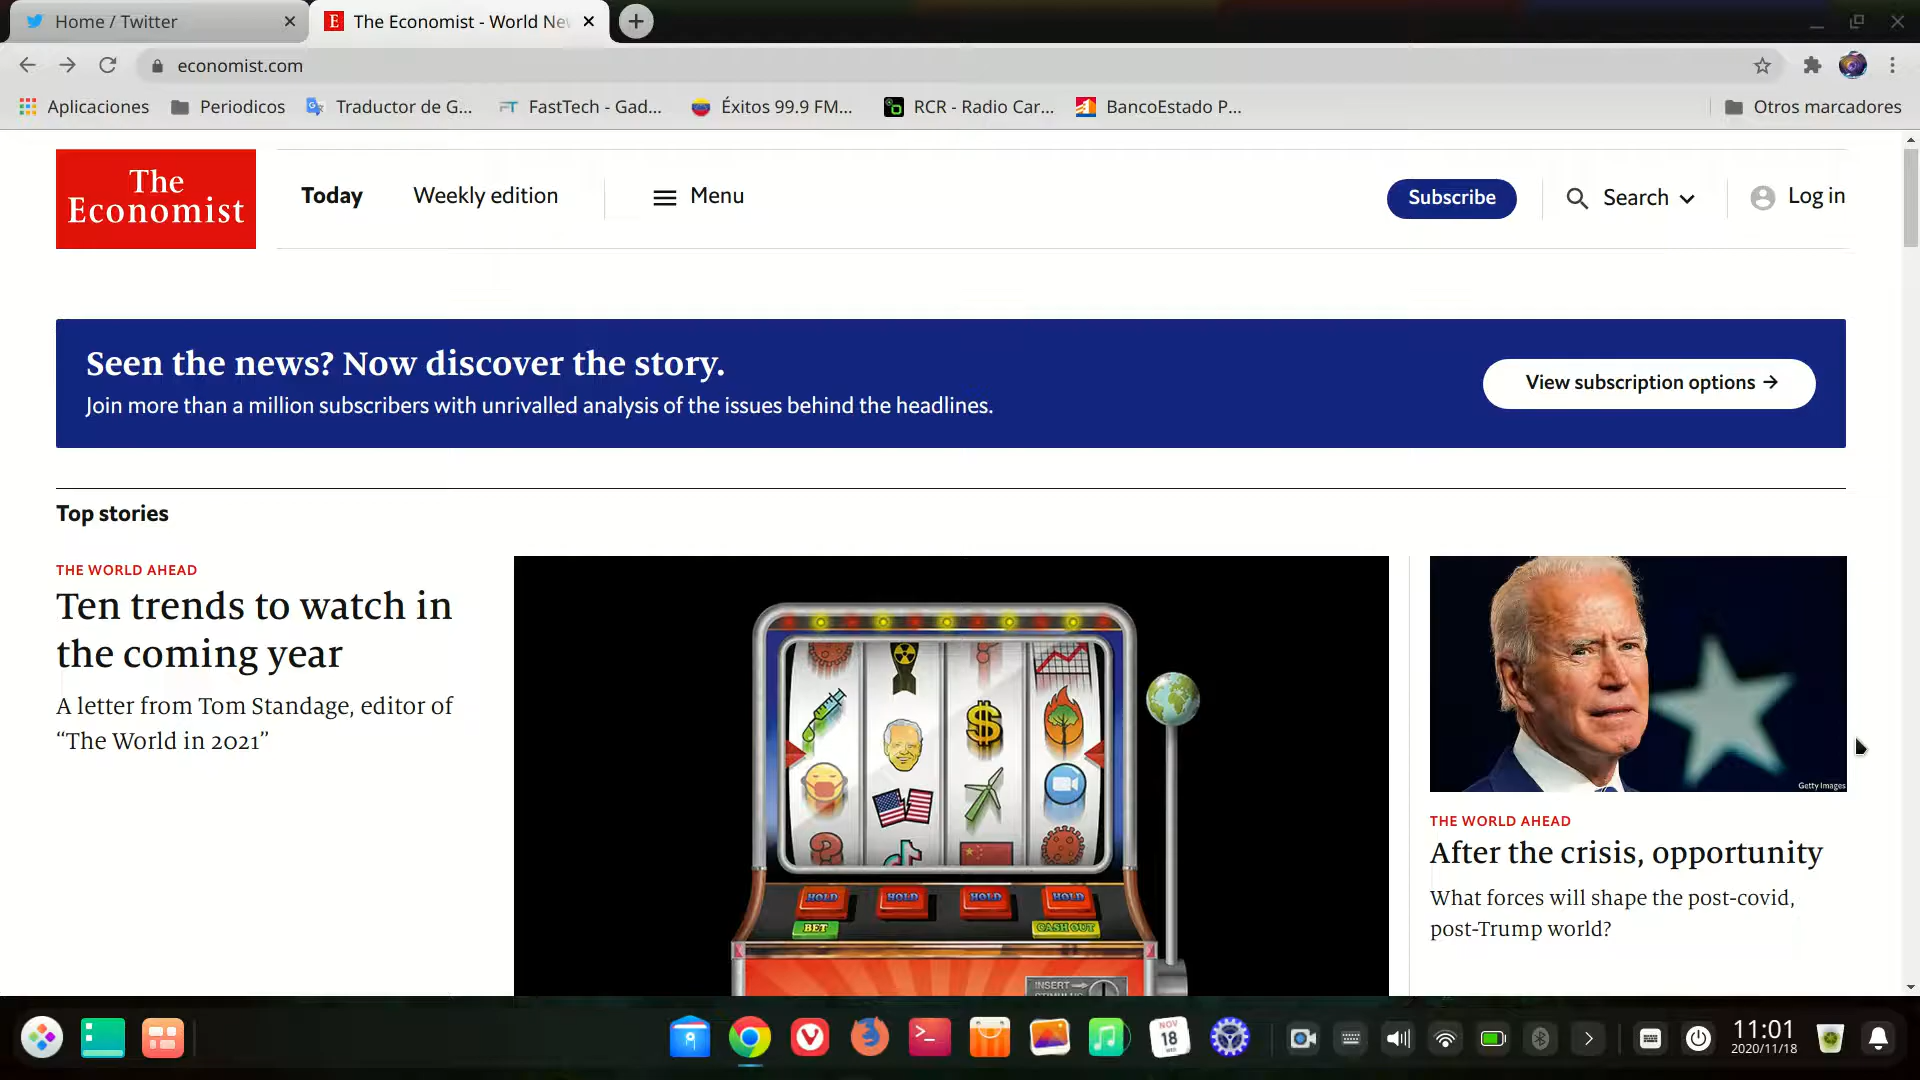 Home / Twitter
The Economist - World Ne
economist.com
Aplicaciones
Periodicos
Traductor de G...
FastTech - Gad...
Éxitos 99.9 FM...
RCR - Radio Car...
BancoEstado P...
Otros marcadores
The
Economist
Today
Weekly edition
Menu
Subscribe
Search
Log in
Seen the news? Now discover the story.
Join more than a million subscribers with unrivalled analysis of the issues behind the headlines.
View subscription options →
Top stories
THE WORLD AHEAD
Ten trends to watch in
the coming year
A letter from Tom Standage, editor of
“The World in 2021”
HOLD
HOLD
HOLD
HOLD
BET
CASH OUT
INSERT
Getty Images
THE WORLD AHEAD
After the crisis, opportunity
What forces will shape the post-covid,
post-Trump world?
NOV
18
11:01
2020/11/18